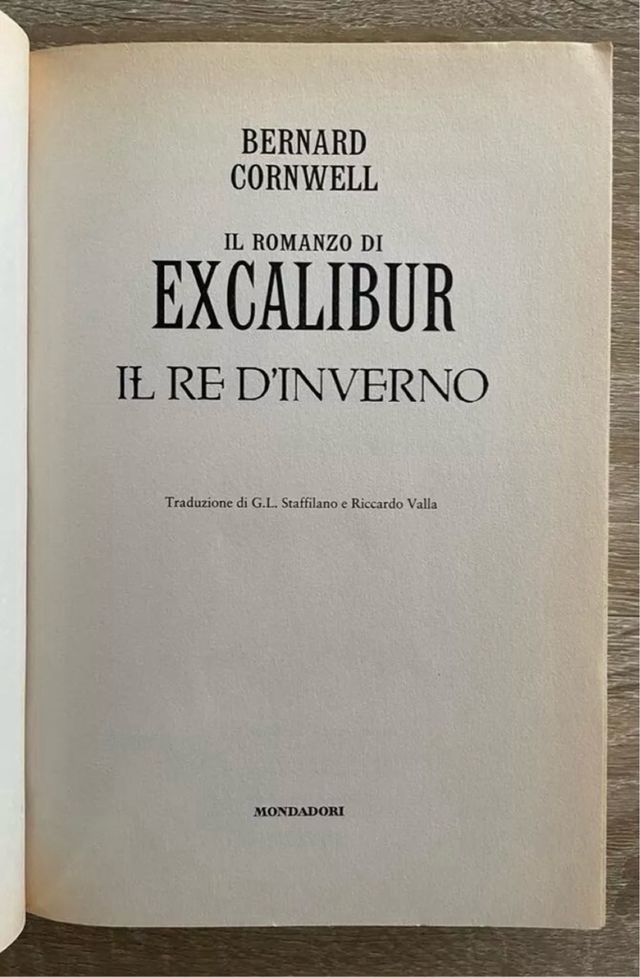 BERNARD
CORNWELL
IL ROMANZO DI
EXCALIBUR
IL RE D'INVERNO
Traduzione di G.L. Staffilano e Riccardo Valla
MONDADORI